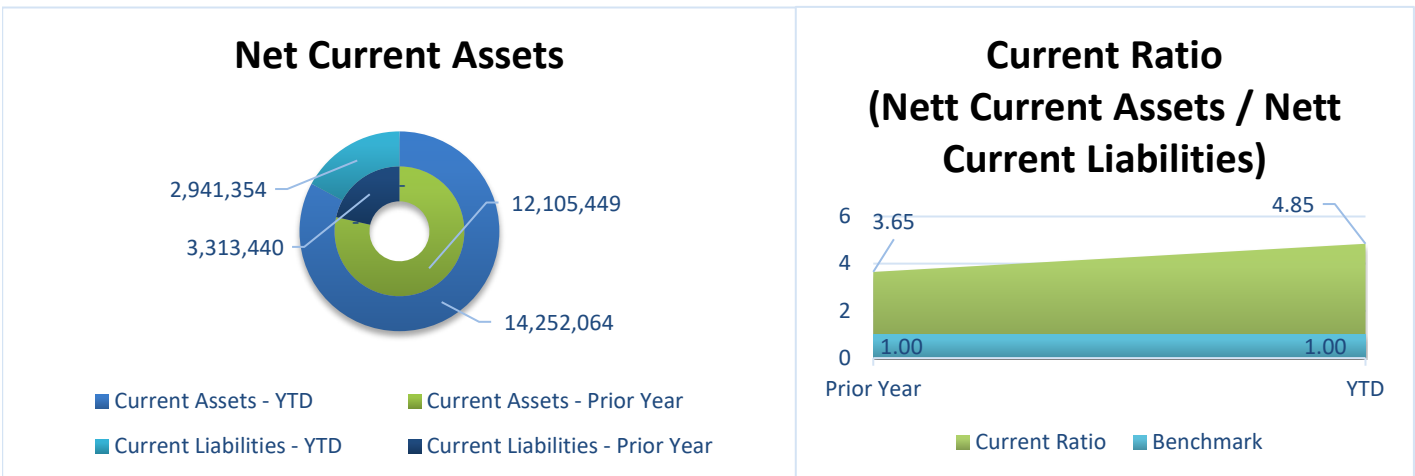 Net Current Assets
2,941,354
12,105,449
3,313,440
14,252,064
Current Assets - YTD
Current Assets - Prior Year
Current Liabilities - YTD
Current Liabilities - Prior Year
Current Ratio
(Nett Current Assets / Nett
Current Liabilities)
6
3.65
4.85
4
2
0
1.00
1.00
Prior Year
YTD
Current Ratio
Benchmark